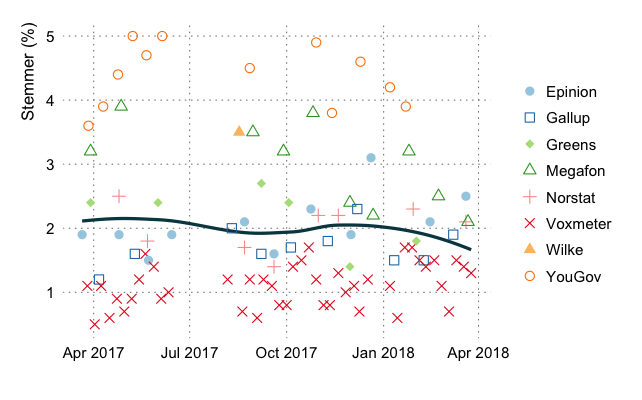 Stemmer (%)
5
4
3
2
1
Apr 2017 Jul 2017 Oct 2017 Jan 2018 Apr 2018
Epinion
Gallup
Greens
Megafon
Norstat
Voxmeter
Wilke
YouGov